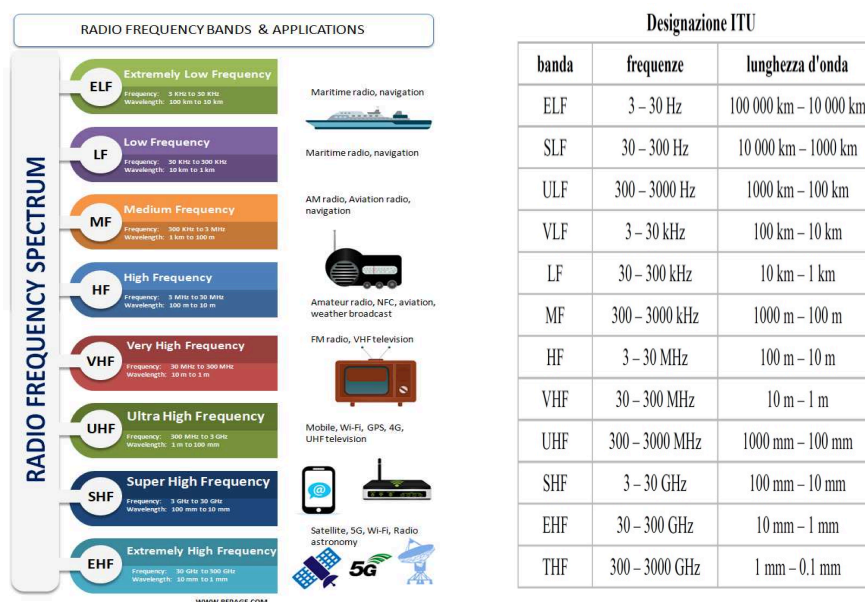 RADIO FREQUENCY BANDS & APPLICATIONS
RADIO FREQUENCY SPECTRUM
ELF
Extremely Low Frequency
Frequency: 3 KHz to 30 KHz
Wavelength: 100 km to 10 km
Maritime radio, navigation
LF
Low Frequency
Frequency: 30 KHz to 300 KHz
Wavelength: 10 km to 1 km
Maritime radio, navigation
MF
Medium Frequency
Frequency: 300 KHz to 3 MHz
Wavelength: 1 km to 100 m
AM radio, Aviation radio,
navigation
HF
High Frequency
Frequency: 3 MHz to 30 MHz
Wavelength: 100 m to 10 m
Amateur radio, NFC, aviation,
weather broadcast
VHF
Very High Frequency
Frequency: 30 MHz to 300 MHz
Wavelength: 10 m to 1 m
FM radio, VHF television
UHF
Ultra High Frequency
Frequency: 300 MHz to 3 GHz
Wavelength: 1 m to 100 mm
Mobile, Wi-Fi, GPS, 4G,
UHF television
SHF
Super High Frequency
Frequency: 3 GHz to 30 GHz
Wavelength: 100 mm to 10 mm
@
Satellite, 5G, Wi-Fi, Radio
astronomy
5G
EHF
Extremely High Frequency
Frequency: 30 GHz to 300 GHz
Wavelength: 10 mm to 1 mm
Designazione ITU
banda frequenze lunghezza d'onda
ELF 3 – 30 Hz 100 000 km – 10 000 km
SLF 30 – 300 Hz 10 000 km – 1000 km
ULF 300 – 3000 Hz 1000 km – 100 km
VLF 3 – 30 kHz 100 km – 10 km
LF 30 – 300 kHz 10 km – 1 km
MF 300 – 3000 kHz 1000 m – 100 m
HF 3 – 30 MHz 100 m – 10 m
VHF 30 – 300 MHz 10 m – 1 m
UHF 300 – 3000 MHz 1000 mm – 100 mm
SHF 3 – 30 GHz 100 mm – 10 mm
EHF 30 – 300 GHz 10 mm – 1 mm
THF 300 – 3000 GHz 1 mm – 0.1 mm